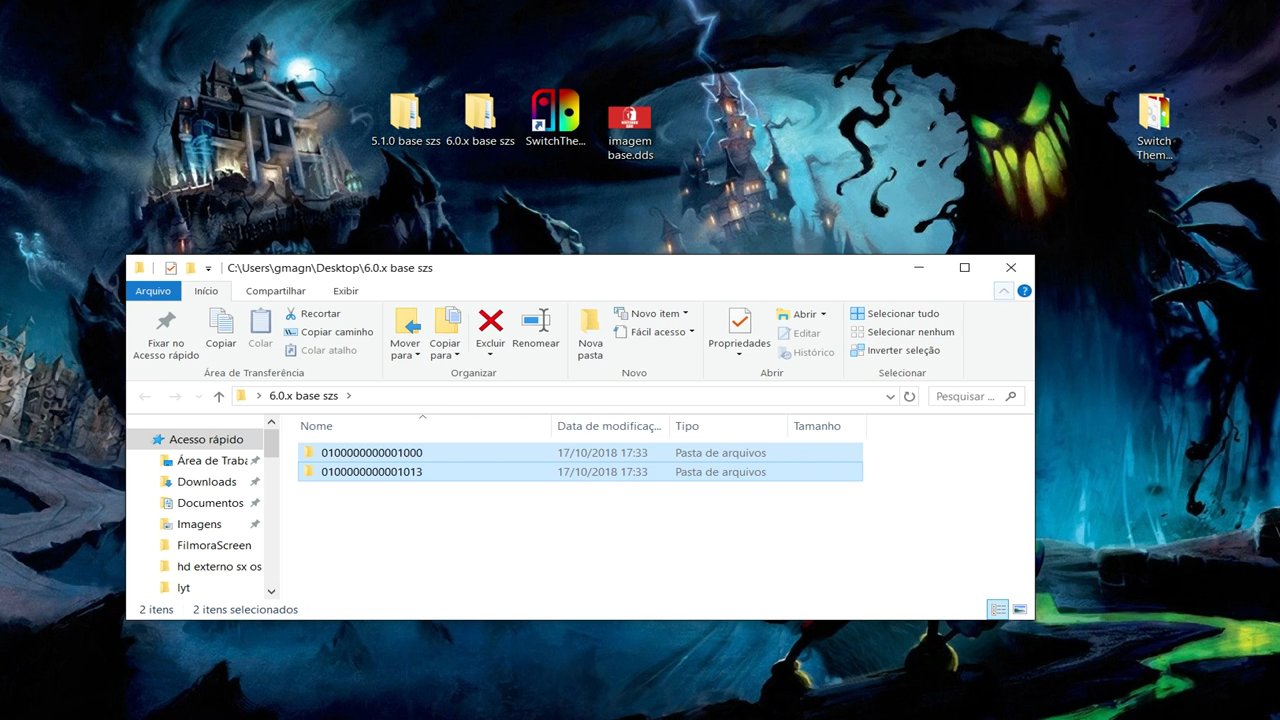 5.1.0 base szs
6.0.x base szs
SwitchThe...
imagem
base.dds
Switch
Them...
C:\Users\gmagn\Desktop\6.0.x base szs
Arquivo
Início
Compartilhar
Exibir
Fixar no
Acesso rápido
Copiar
Colar
Recortar
Copiar caminho
Colar atalho
Área de Transferência
Mover
para
Copiar
para
Excluir
Renomear
Organizar
Nova
pasta
Novo item
Fácil acesso
Novo
Propriedades
Abrir
Editar
Histórico
Abrir
Selecionar tudo
Selecionar nenhum
Inverter seleção
Selecionar
6.0.x base szs
Pesquisar ...
Nome
Data de modificaç...
Tipo
Tamanho
0100000000001000 17/10/2018 17:33 Pasta de arquivos
0100000000001013 17/10/2018 17:33 Pasta de arquivos
Acesso rápido
Área de Traba
Downloads
Documentos
Imagens
FilmoraScreen
hd externo sx os
lyt
2 itens
2 itens selecionados